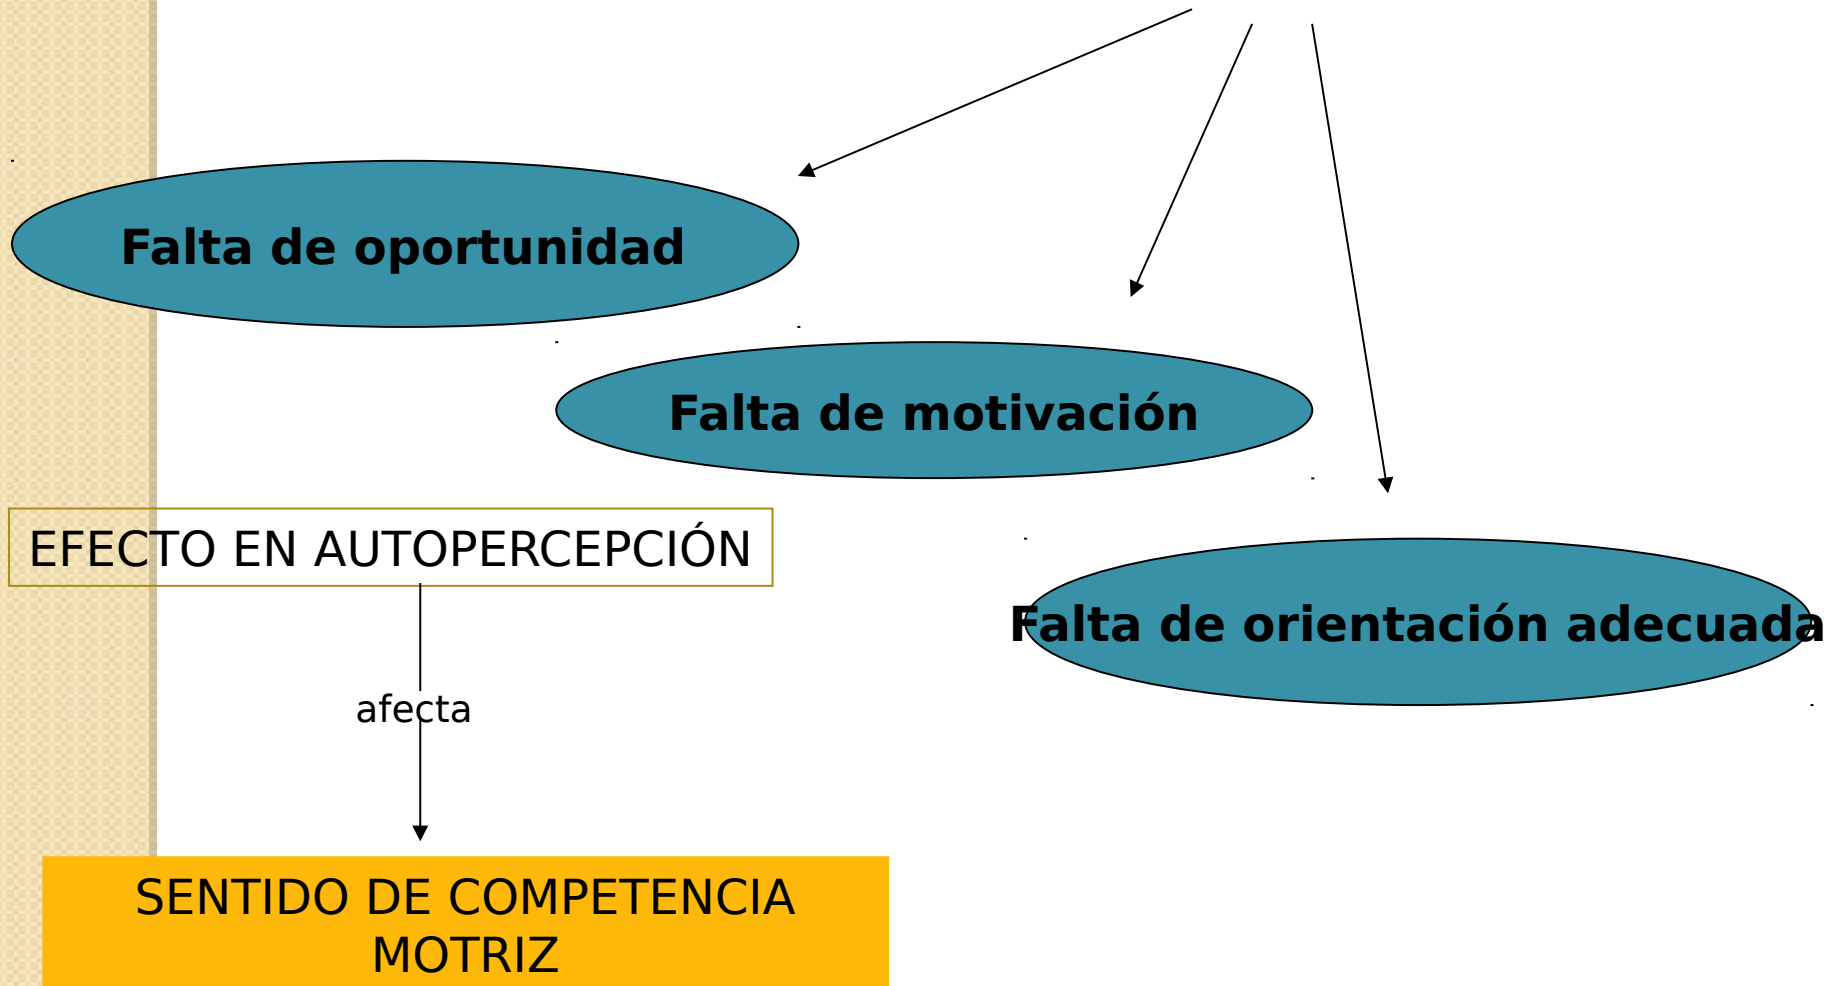 Falta de oportunidad
Falta de motivación
EFECTO EN AUTOPERCEPCIÓN
Falta de orientación adecuada
afecta
SENTIDO DE COMPETENCIA
MOTRIZ